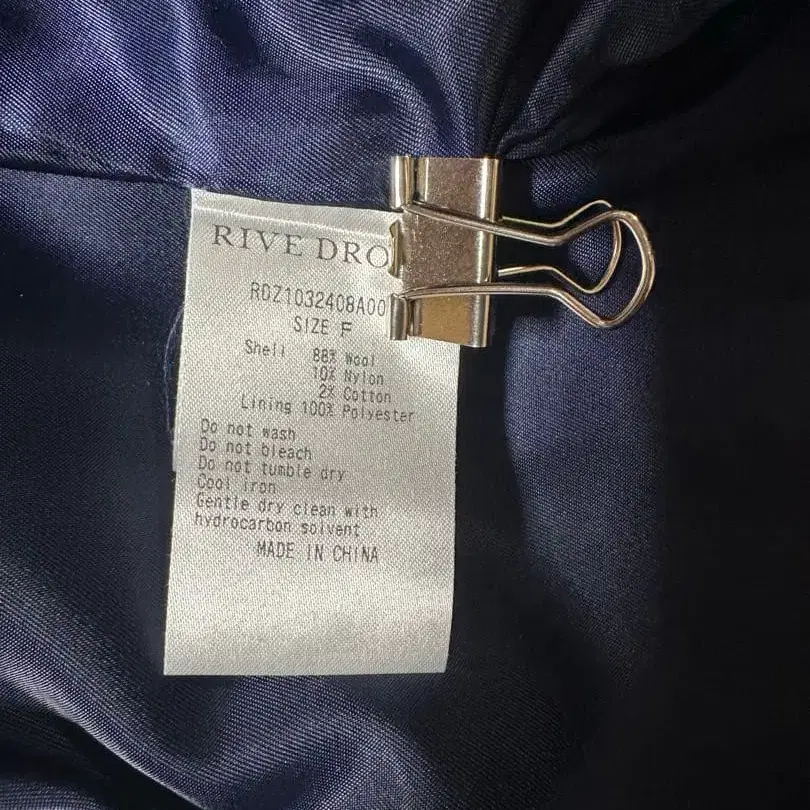 RIVE DRO
RDZ1032408A00
SIZE F
Shell 88% Wool
10% Nylon
2% Cotton
Lining 100% Polyester
Do not wash
Do not bleach
Do not tumble dry
Cool iron
Gentle dry clean with
hydrocarbon solvent
MADE IN CHINA